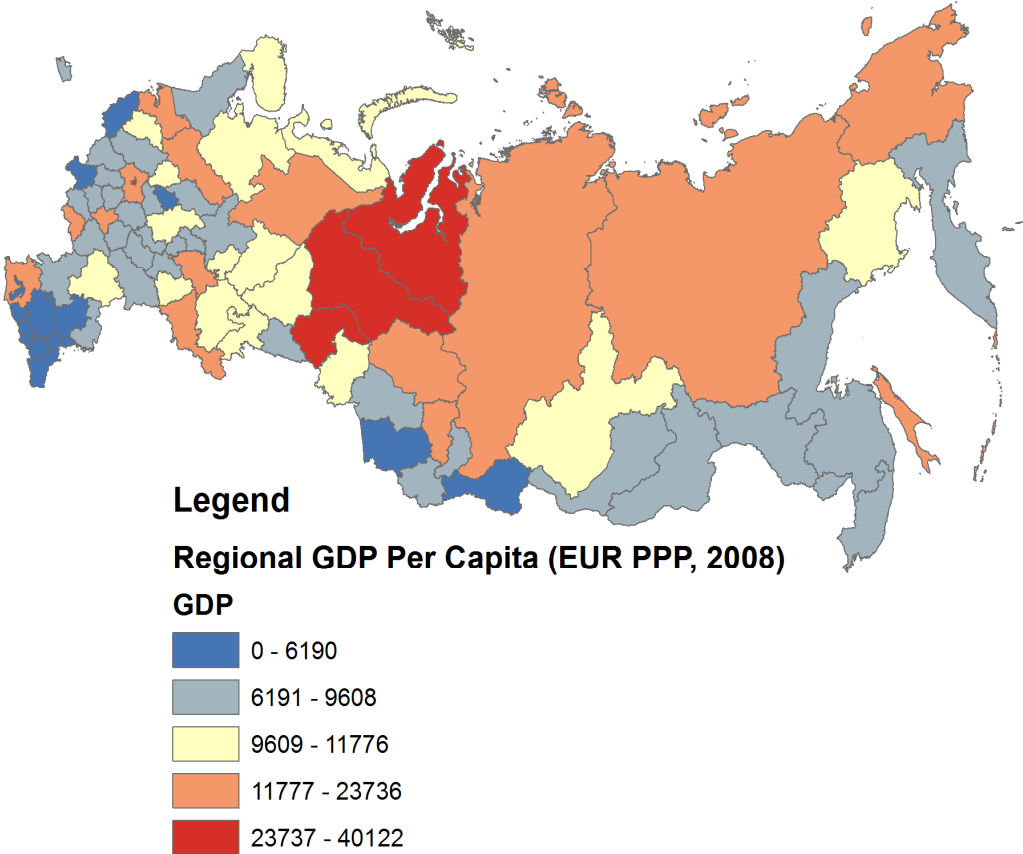 Legend
Regional GDP Per Capita (EUR PPP, 2008)
GDP
0 - 6190
6191 - 9608
9609 - 11776
11777 - 23736
23737 - 40122